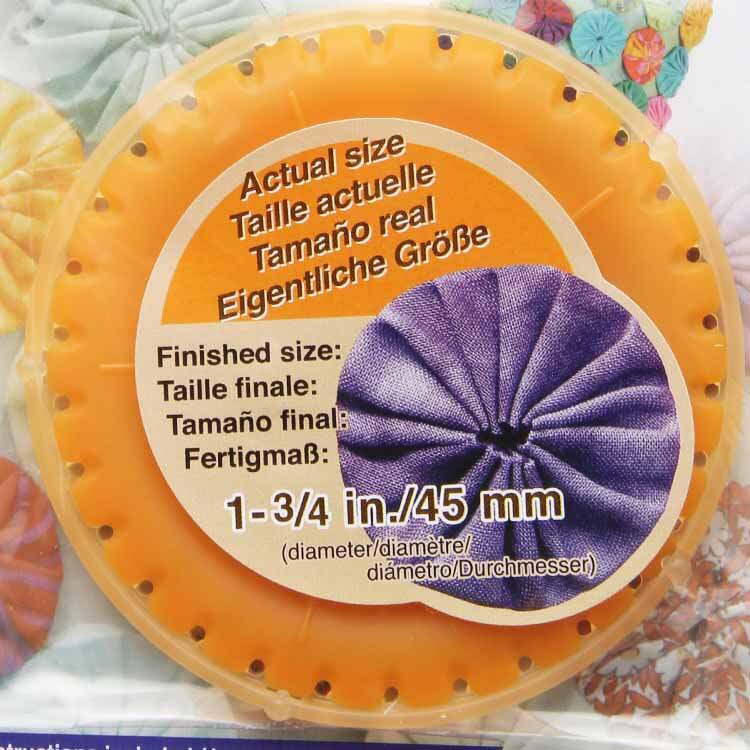 Actual size
Taille actuelle
Tamaño real
Eigentliche Größe
Finished size:
Taille finale:
Tamaño final:
Fertigmaß:
1-3/4 in./45 mm
(diameter/diamètre/
diámetro/Durchmesser)